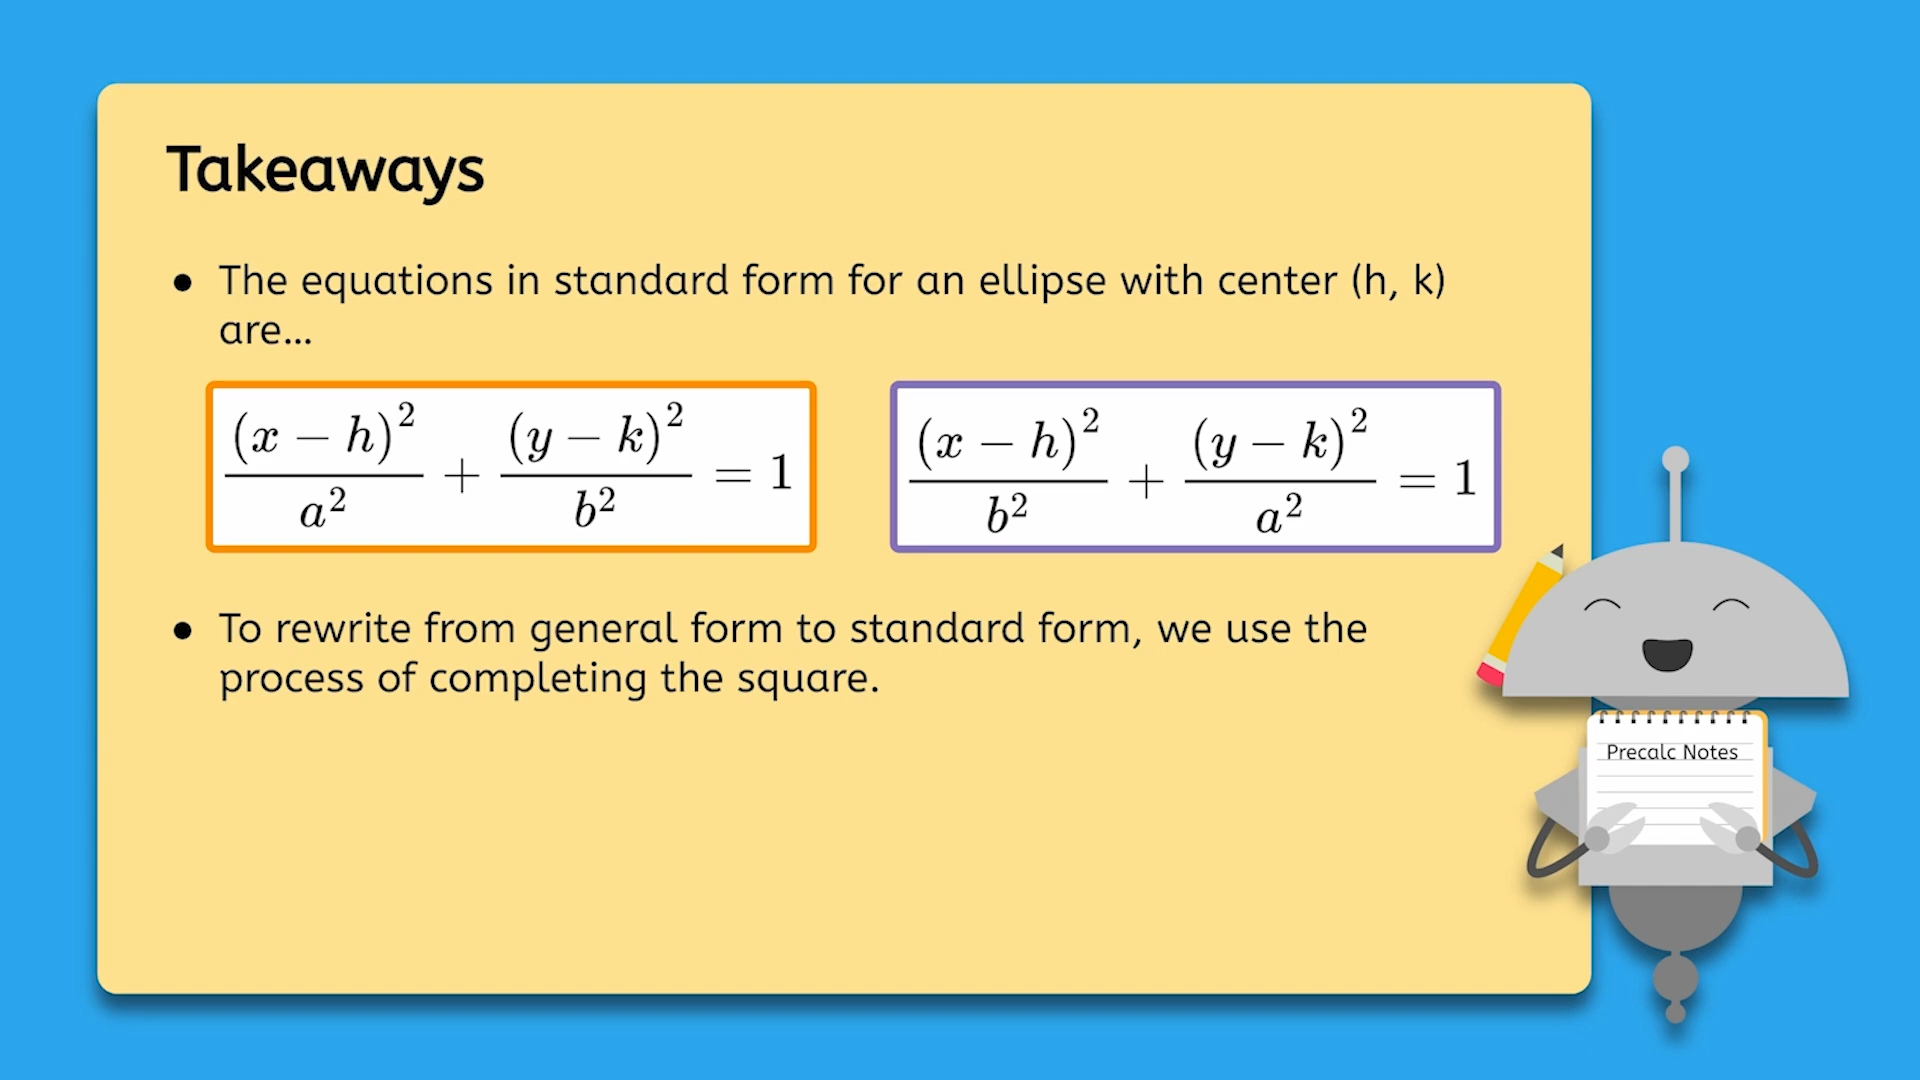 Takeaways
● The equations in standard form for an ellipse with center (h, k)
are...
(x − h)²/a² + (y − k)²/b² = 1
(x − h)²/b² + (y − k)²/a² = 1
● To rewrite from general form to standard form, we use the
process of completing the square.
Precalc Notes